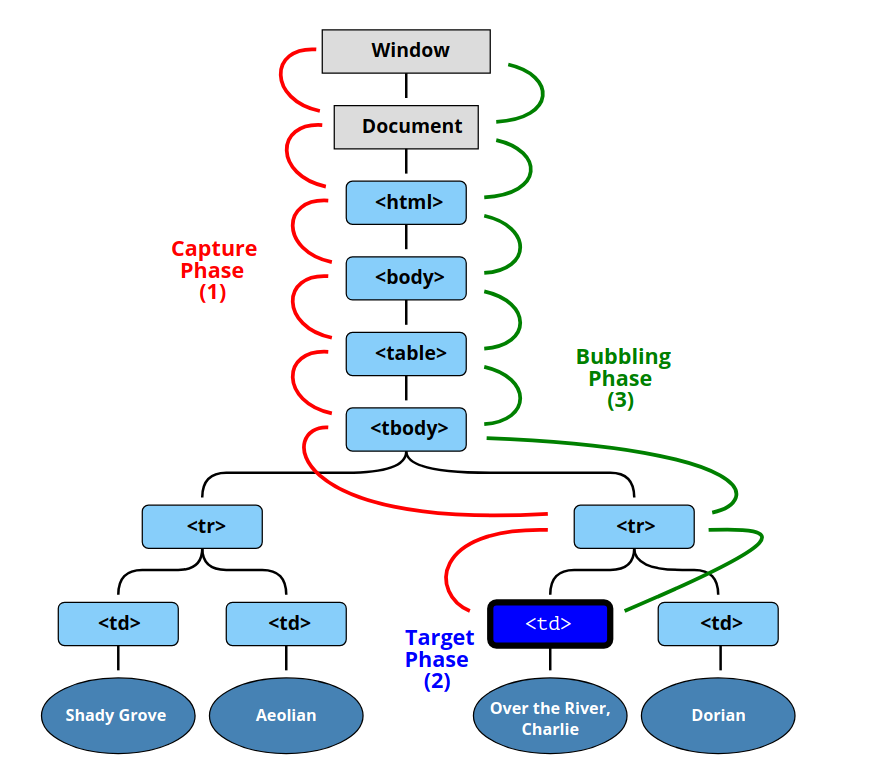 Window
Document
<html>
<body>
<table>
<tbody>
Capture
Phase
(1)
Bubbling
Phase
(3)
<tr>
<tr>
<td>
<td>
<td>
<td>
Target
Phase
(2)
Shady Grove
Aeolian
Over the River,
Charlie
Dorian